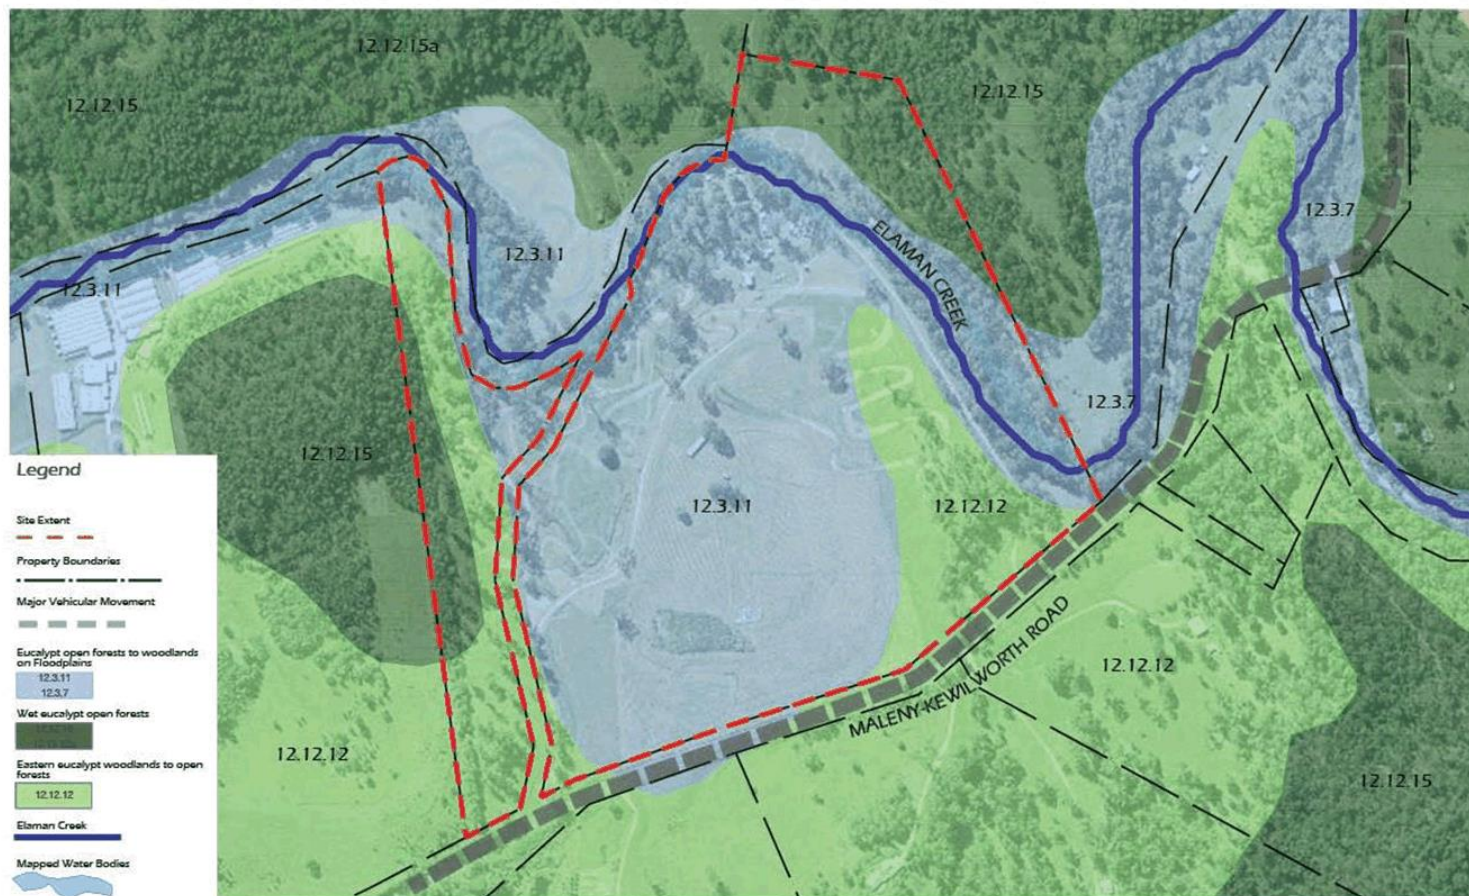 12.12.15a
12.12.15
12.12.15
12.3.7
ELAMAN CREEK
12.3.11
12.3.11
12.3.7
12.12.15
12.3.11
12.12.12
MALENY-KEWILWORTH ROAD
12.12.12
12.12.12
12.12.15
Legend
Site Extent
Property Boundaries
Major Vehicular Movement
Eucalypt open forests to woodlands
on Floodplains
12.3.11
12.3.7
Wet eucalypt open forests
Eastern eucalypt woodlands to open
forests
12.12.12
Elaman Creek
Mapped Water Bodies